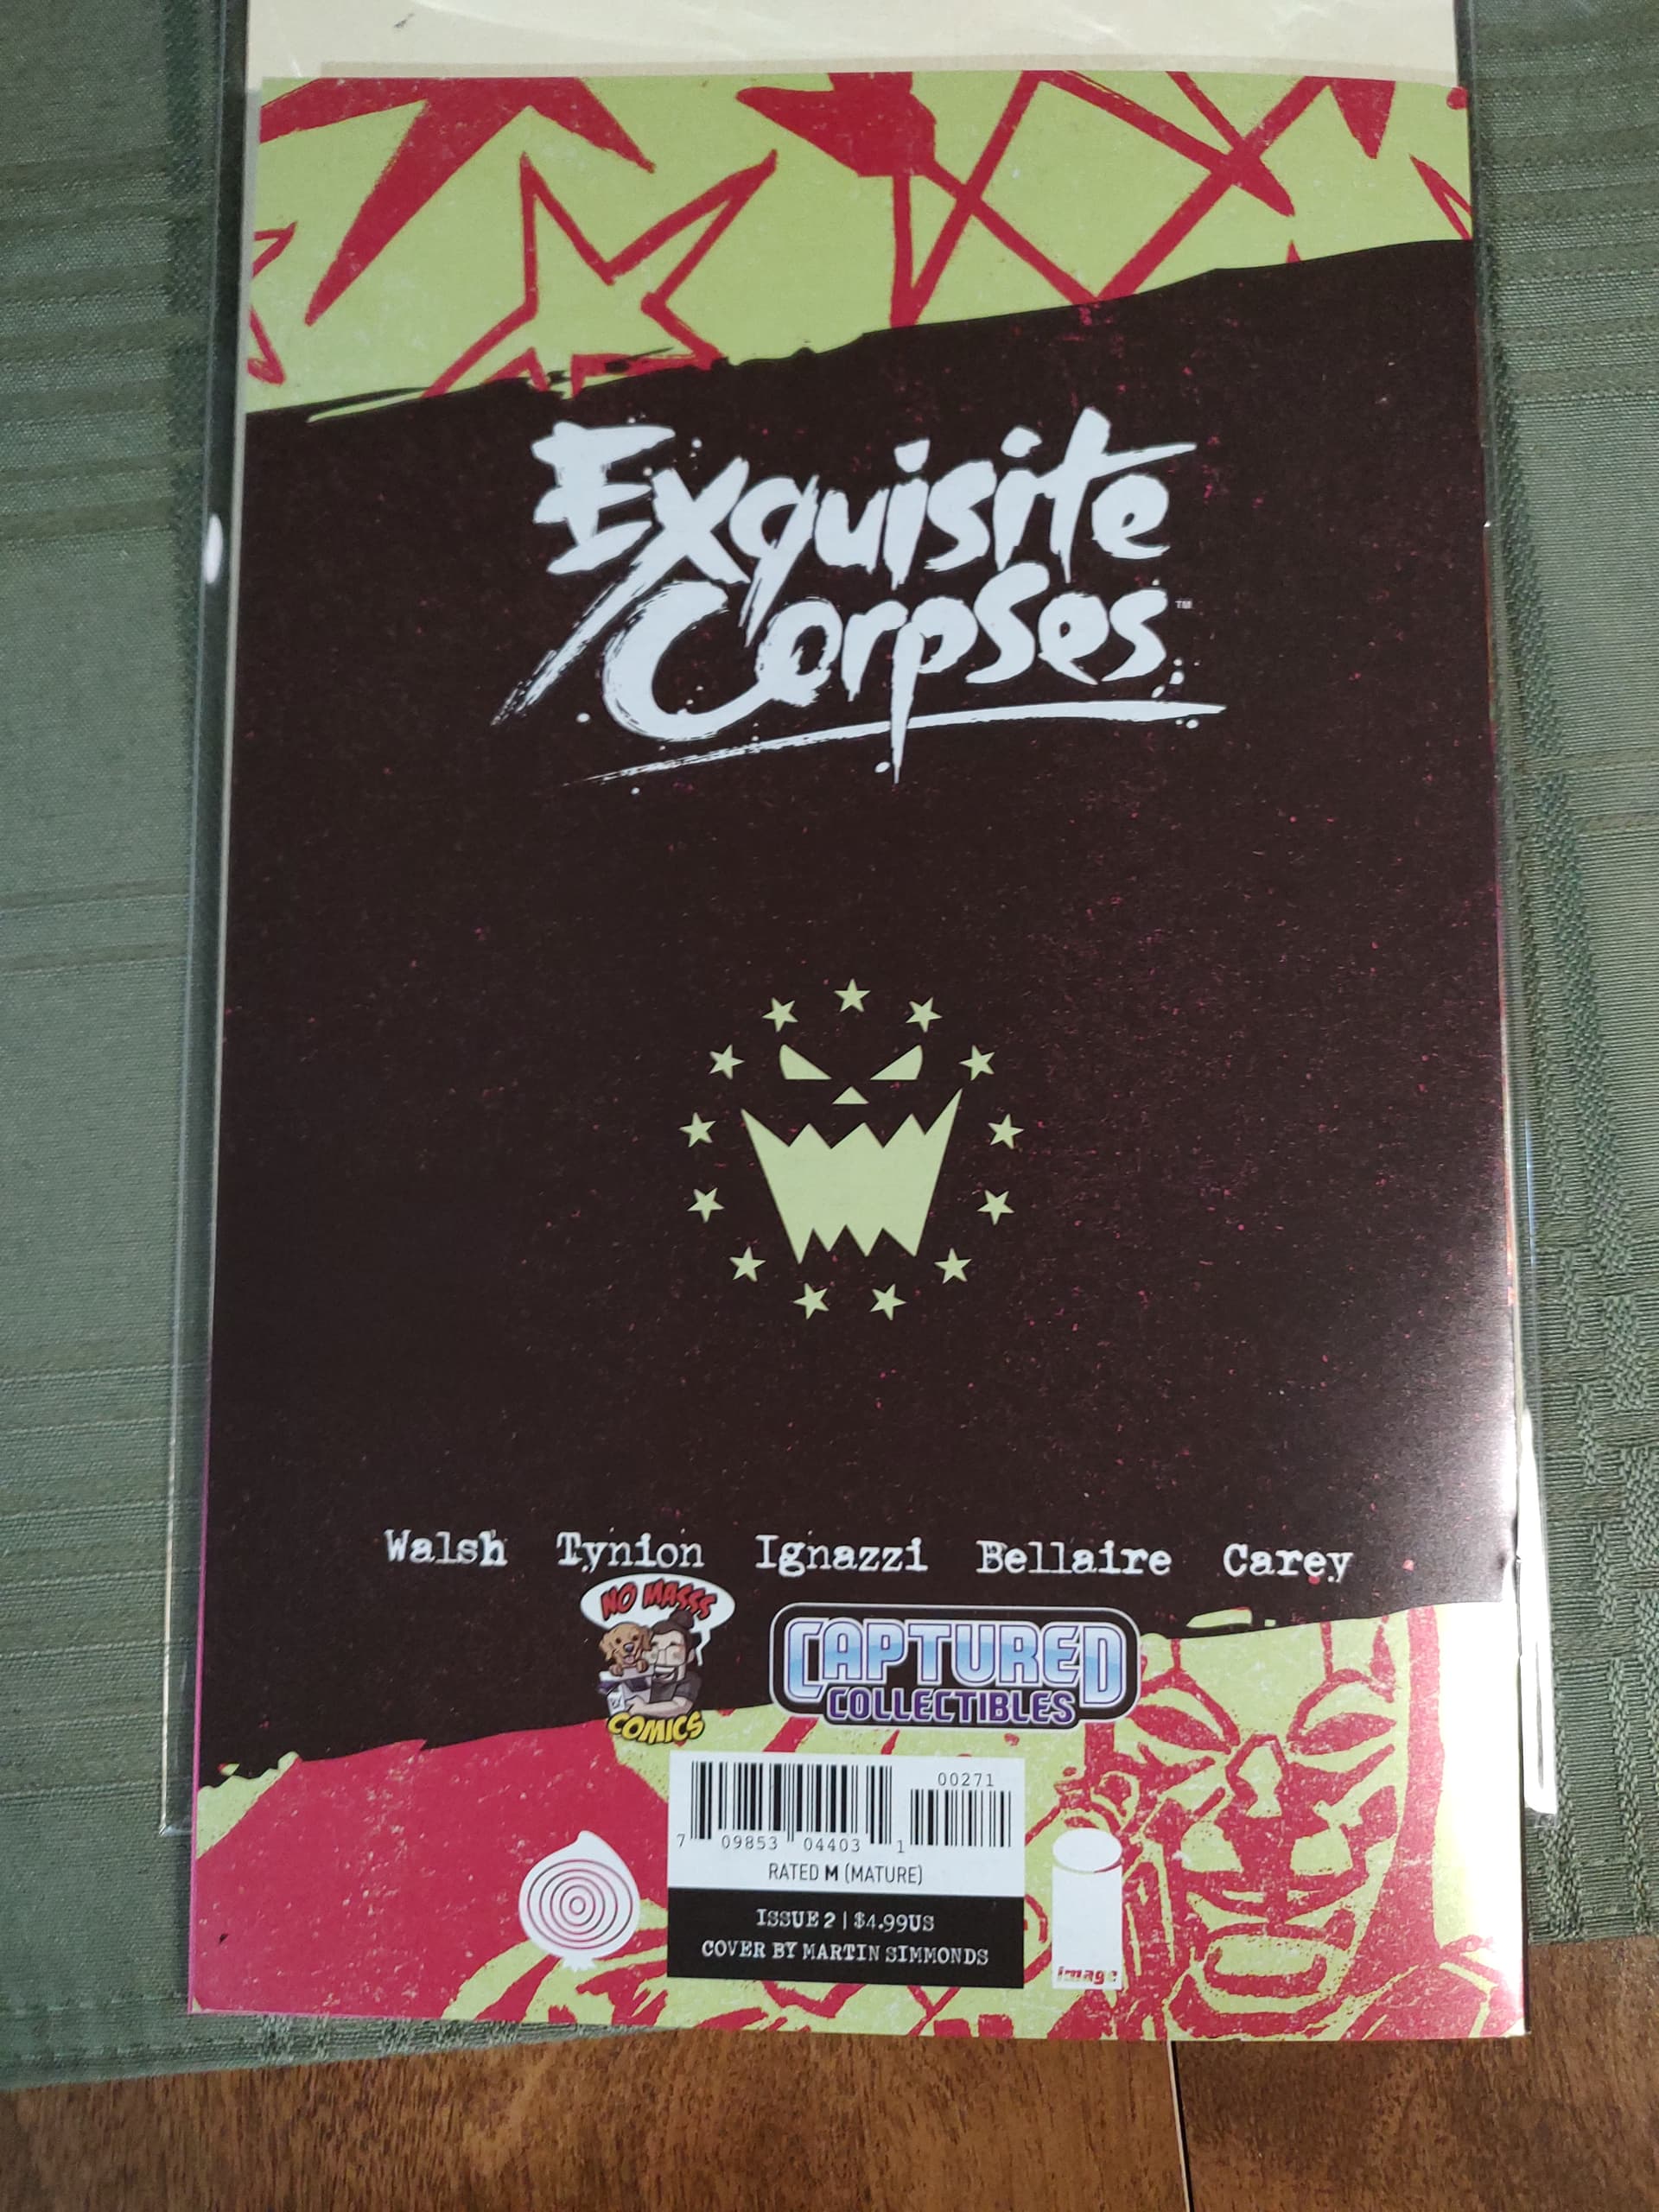 Exquisite
Corpses™
Walsh Tynion Ignazzi Bellaire Carey
NO MASSS
COMICS
CAPTURED
COLLECTIBLES
00271
7 09853 04403 1
RATED M (MATURE)
ISSUE 2 | $4.99US
COVER BY MARTIN SIMMONDS
image